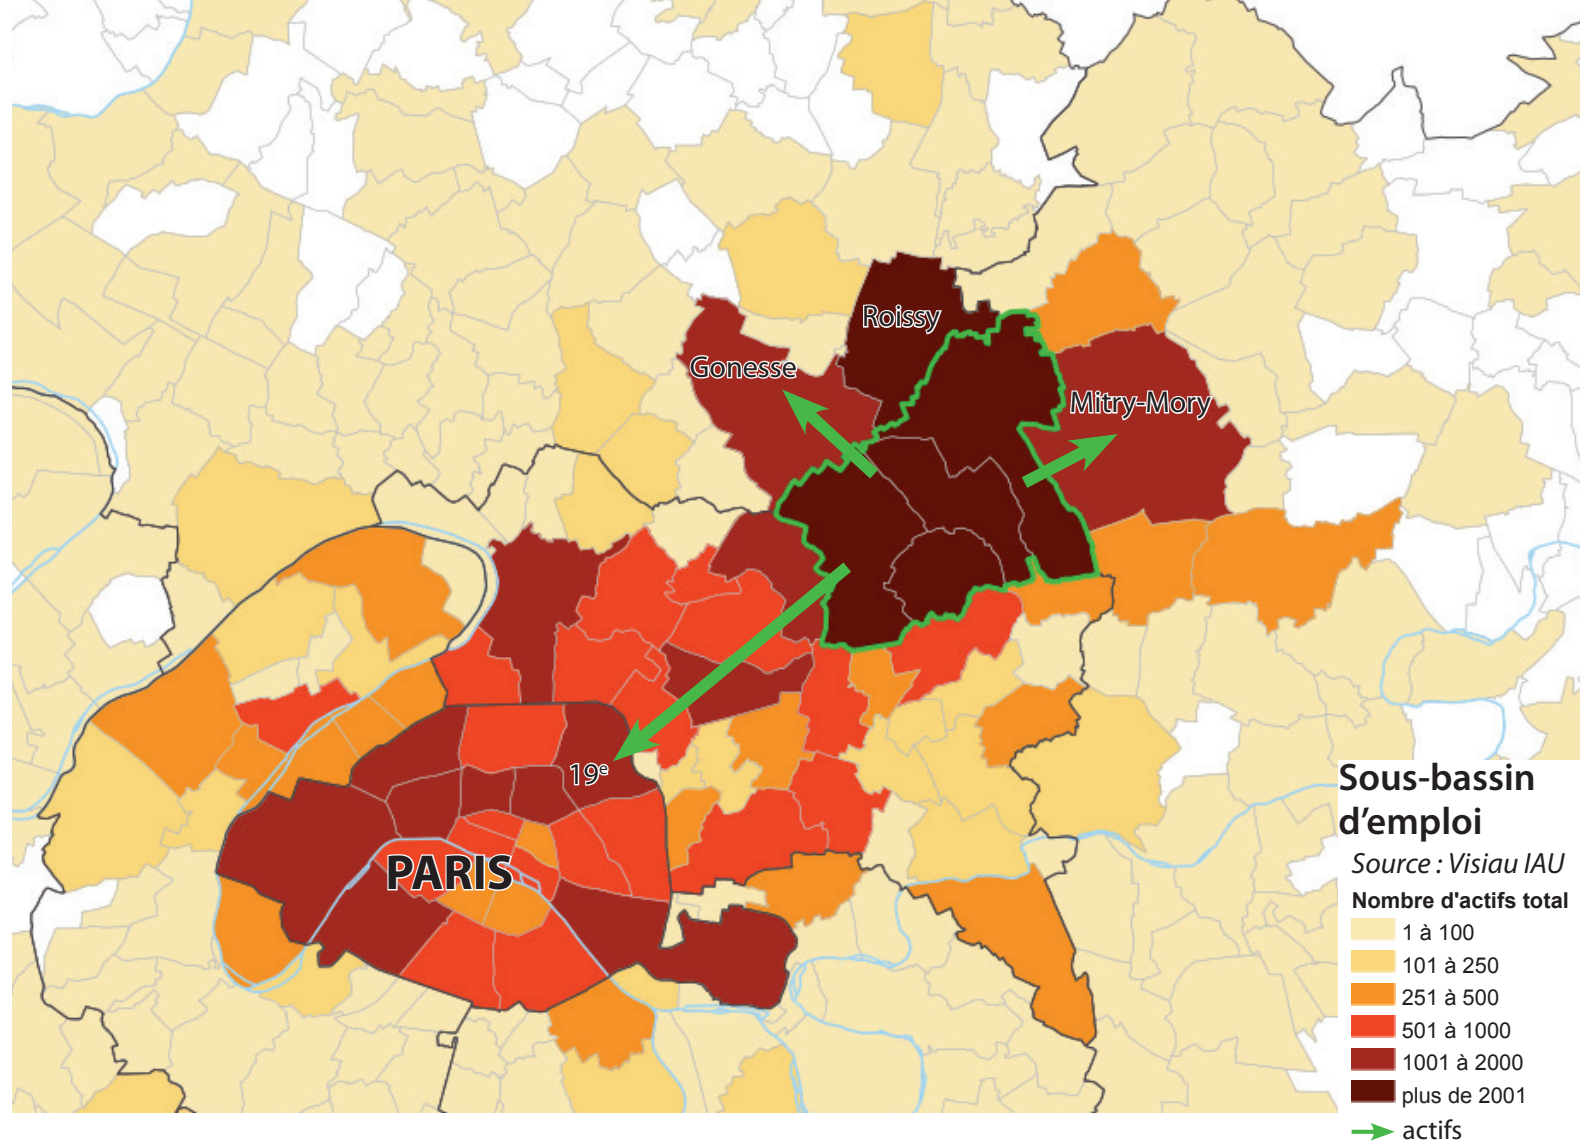 Roissy
Gonesse
Mitry-Mory
19e
PARIS
Sous-bassin
d'emploi
Source : Visiau IAU
Nombre d'actifs total
1 à 100
101 à 250
251 à 500
501 à 1000
1001 à 2000
plus de 2001
actifs